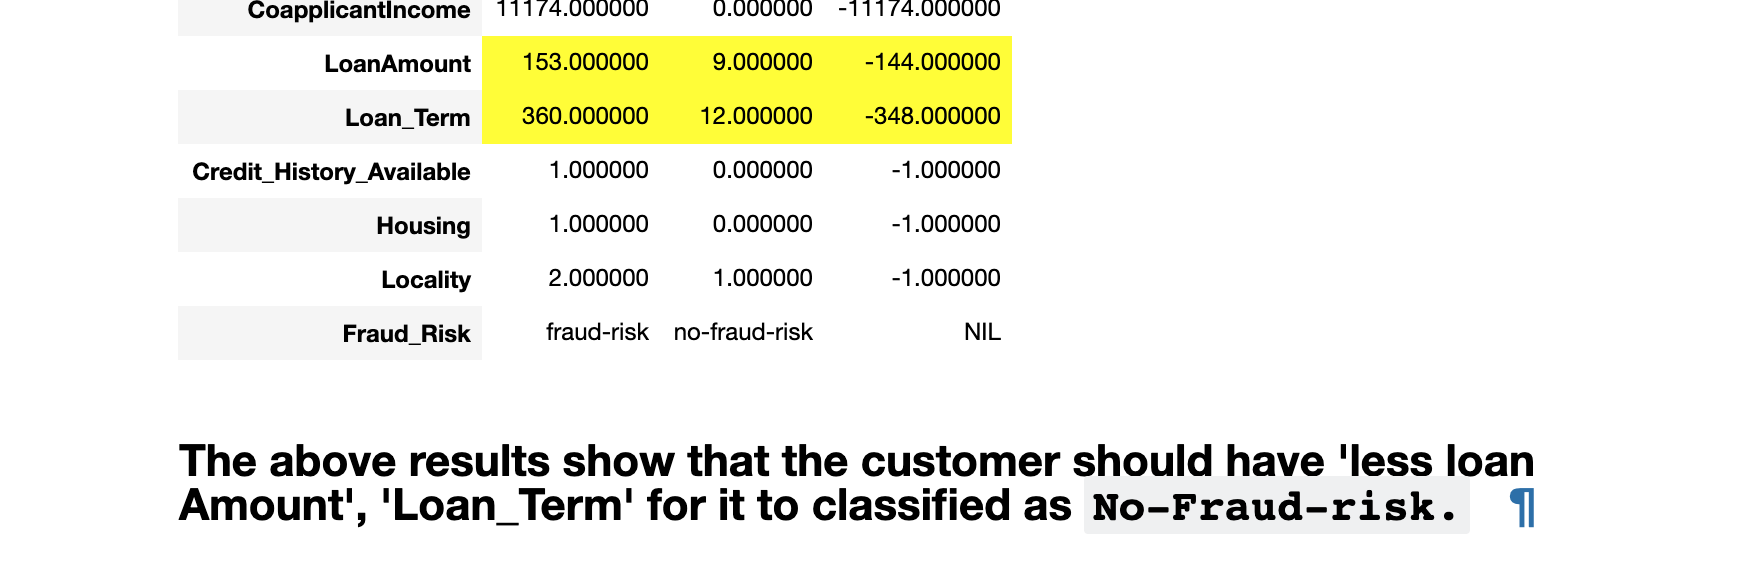 CoapplicantIncome 11174.000000 0.000000 -11174.000000
LoanAmount 153.000000 9.000000 -144.000000
Loan_Term 360.000000 12.000000 -348.000000
Credit_History_Available 1.000000 0.000000 -1.000000
Housing 1.000000 0.000000 -1.000000
Locality 2.000000 1.000000 -1.000000
Fraud_Risk fraud-risk no-fraud-risk NIL
The above results show that the customer should have 'less loan
Amount', 'Loan_Term' for it to classified as No-Fraud-risk. ¶